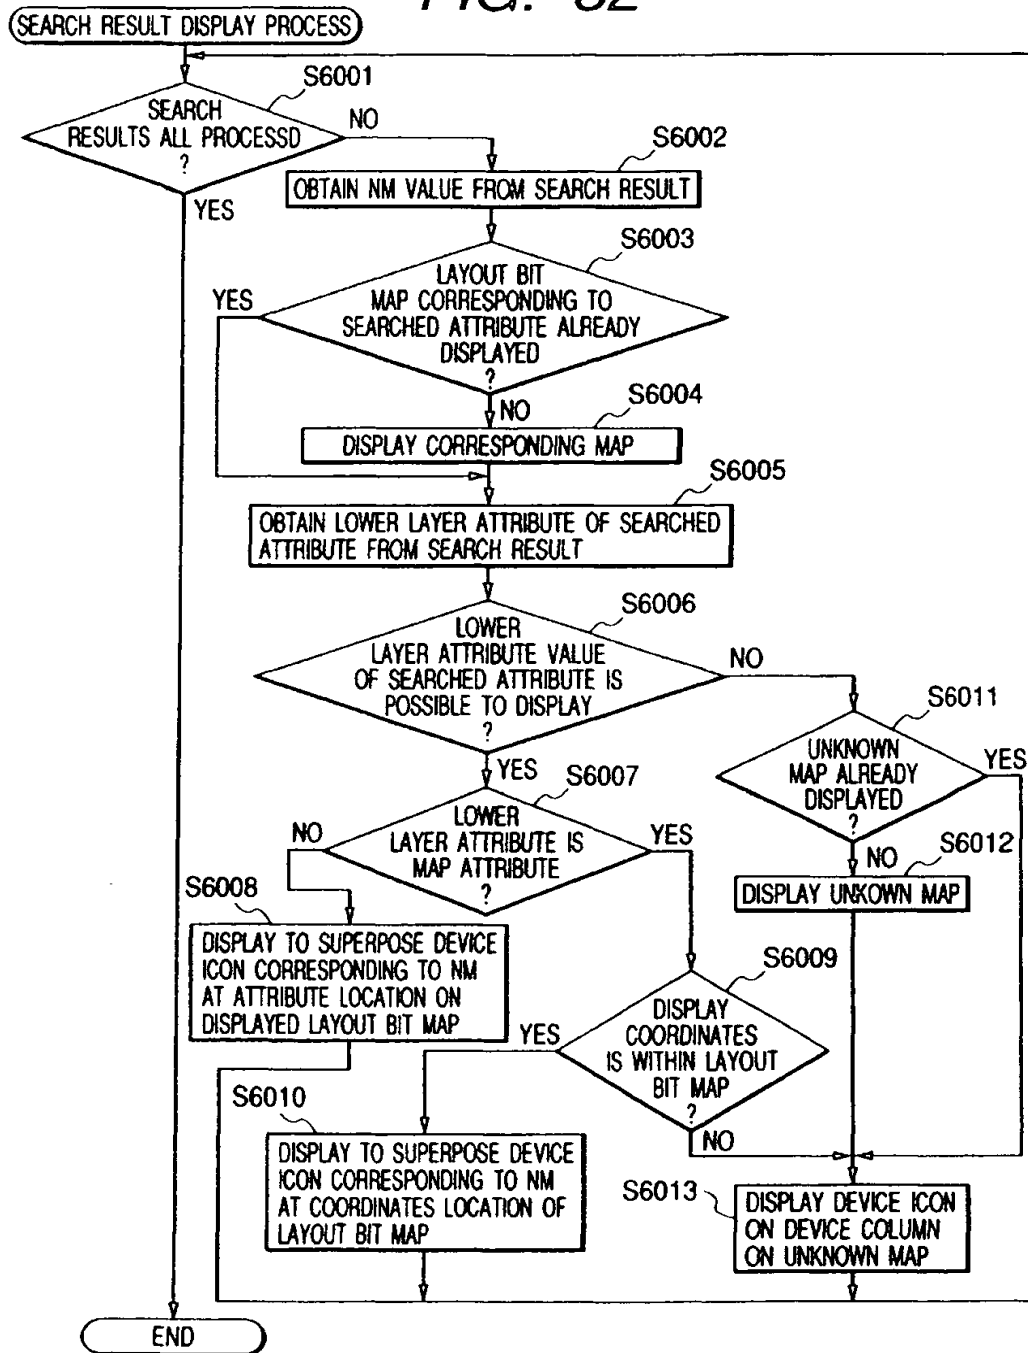 FIG. 62
SEARCH RESULT DISPLAY PROCESS
S6001
SEARCH
RESULTS ALL PROCESSD
?
NO
YES
S6002
OBTAIN NM VALUE FROM SEARCH RESULT
S6003
LAYOUT BIT
MAP CORRESPONDING TO
SEARCHED ATTRIBUTE ALREADY
DISPLAYED
?
YES
NO
S6004
DISPLAY CORRESPONDING MAP
S6005
OBTAIN LOWER LAYER ATTRIBUTE OF SEARCHED
ATTRIBUTE FROM SEARCH RESULT
S6006
LOWER
LAYER ATTRIBUTE VALUE
OF SEARCHED ATTRIBUTE IS
POSSIBLE TO DISPLAY
?
NO
YES
S6011
UNKNOWN
MAP ALREADY
DISPLAYED
?
YES
NO
S6007
LOWER
LAYER ATTRIBUTE IS
MAP ATTRIBUTE
?
NO
YES
S6012
DISPLAY UNKOWN MAP
S6008
DISPLAY TO SUPERPOSE DEVICE
ICON CORRESPONDING TO NM
AT ATTRIBUTE LOCATION ON
DISPLAYED LAYOUT BIT MAP
S6009
DISPLAY
COORDINATES
IS WITHIN LAYOUT
BIT MAP
?
YES
NO
S6010
DISPLAY TO SUPERPOSE DEVICE
ICON CORRESPONDING TO NM
AT COORDINATES LOCATION OF
LAYOUT BIT MAP
S6013
DISPLAY DEVICE ICON
ON DEVICE COLUMN
ON UNKNOWN MAP
END